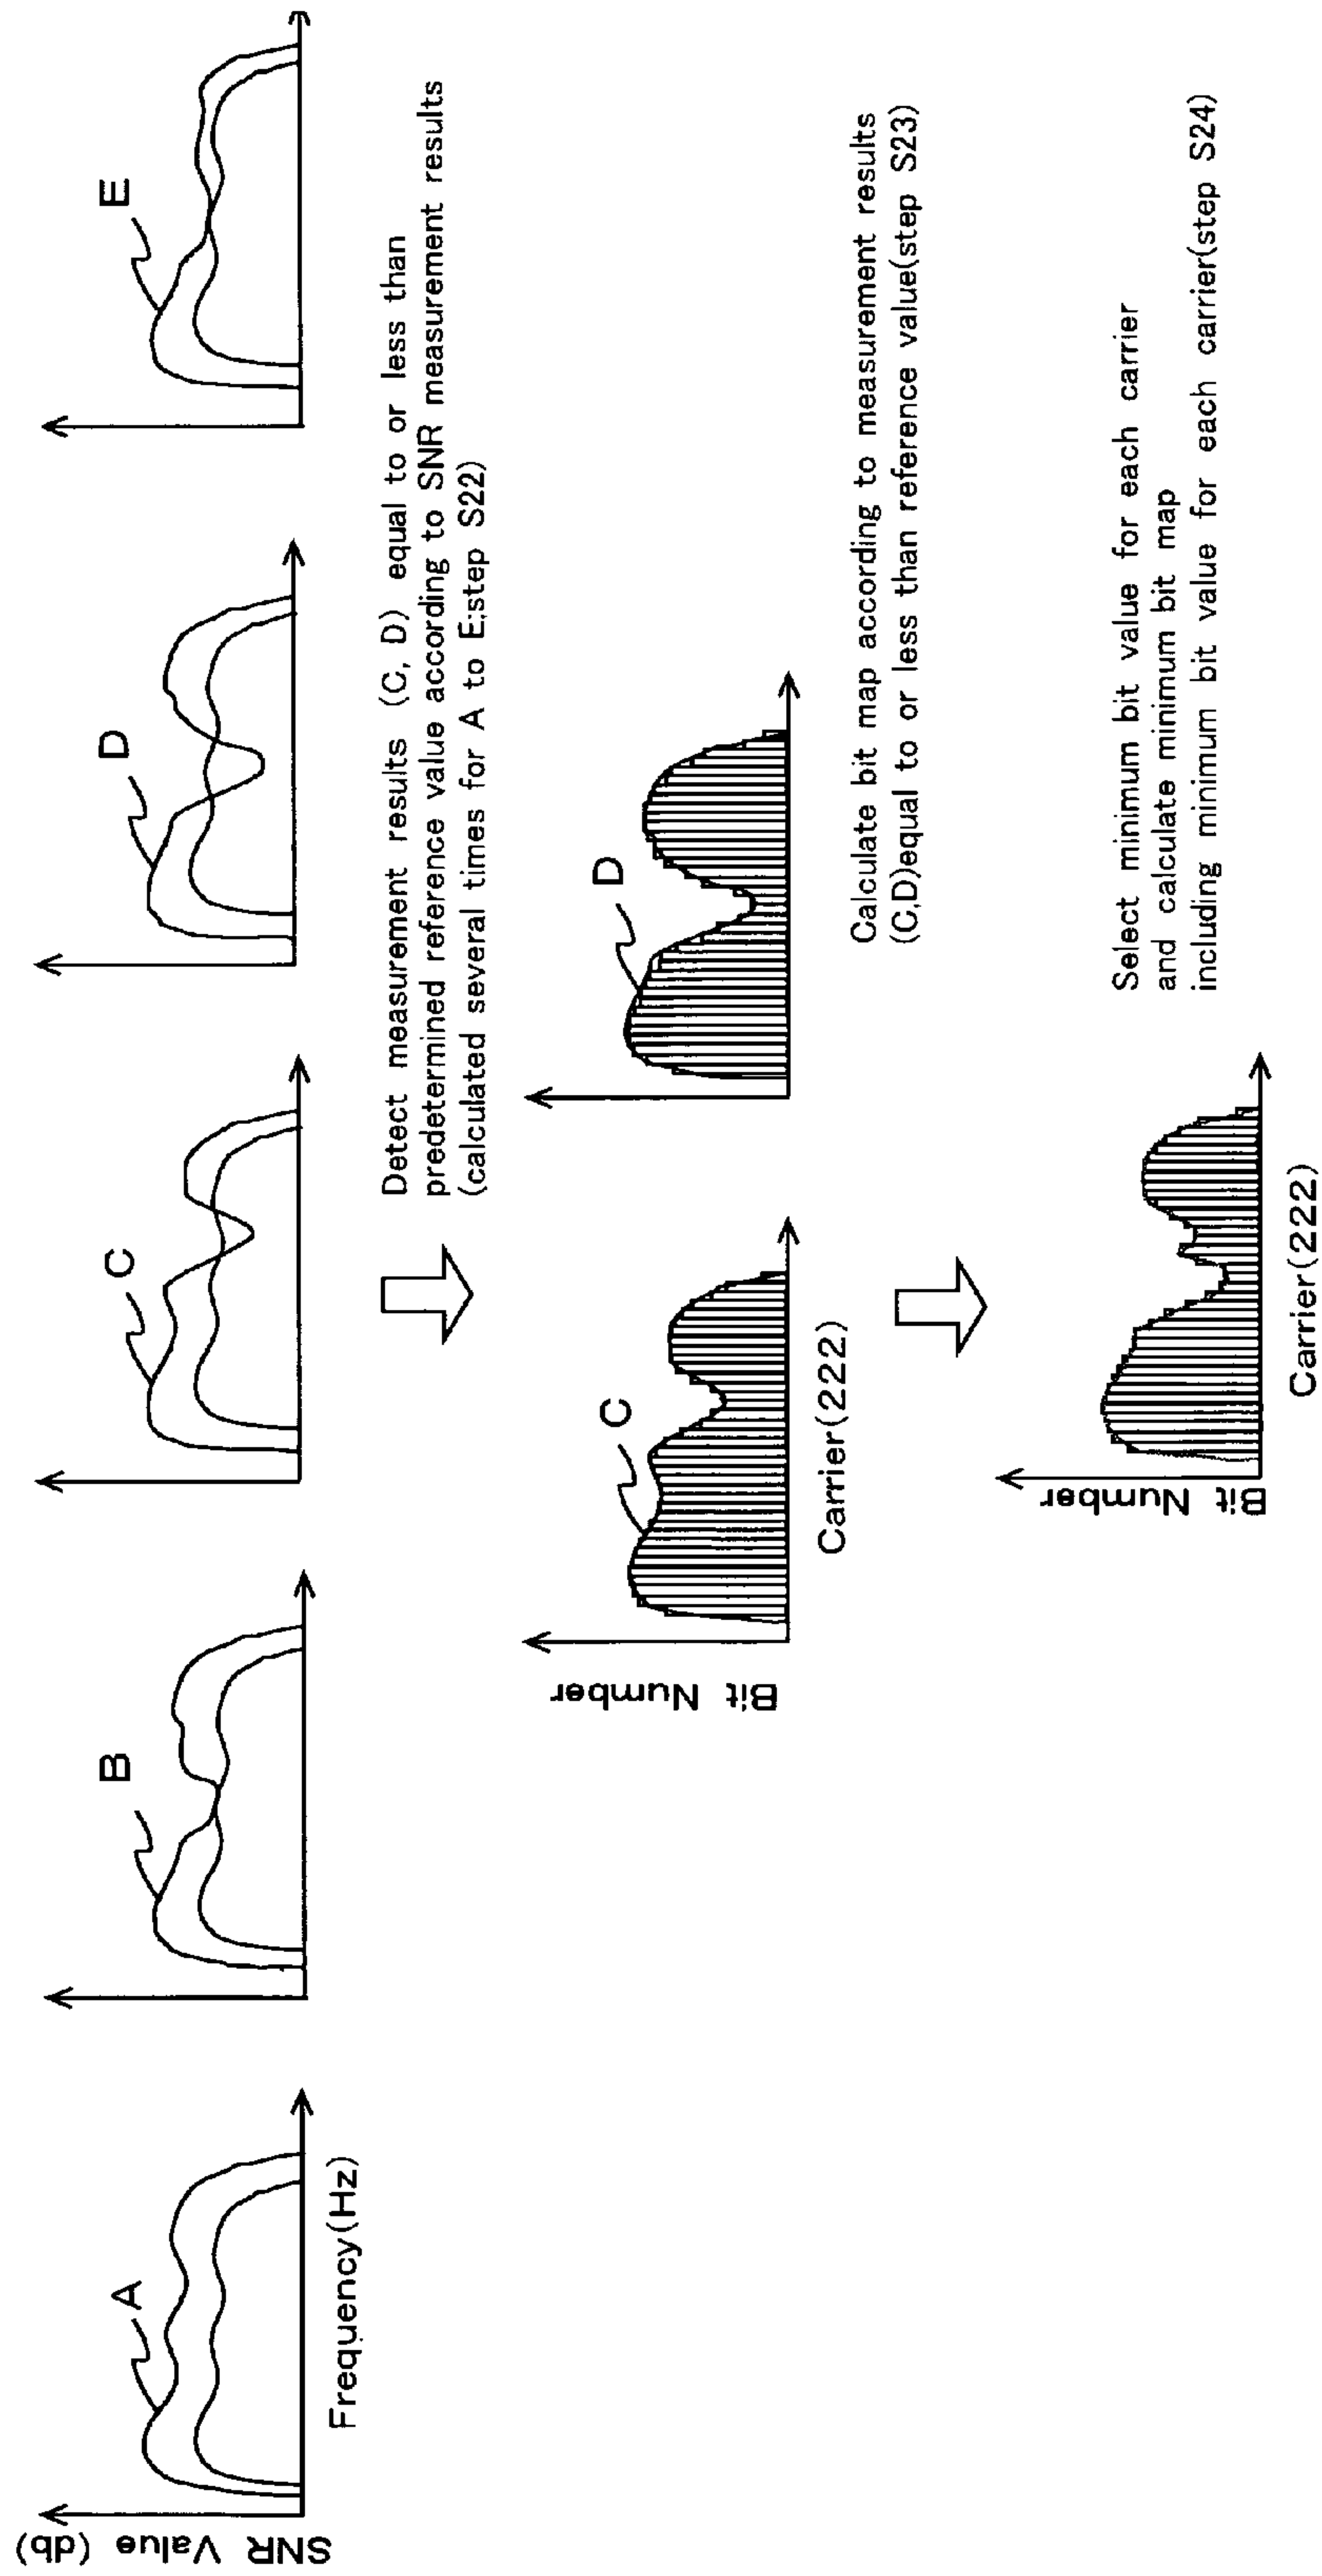 SNR Value (db)
A
B
C
D
E
Frequency(Hz)
Detect measurement results (C, D) equal to or less than
predetermined reference value according to SNR measurement results
(calculated several times for A to E;step S22)
Bit Number
C
D
Carrier(222)
Calculate bit map according to measurement results
(C,D)equal to or less than reference value(step S23)
Bit Number
Carrier(222)
Select minimum bit value for each carrier
and calculate minimum bit map
including minimum bit value for each carrier(step S24)